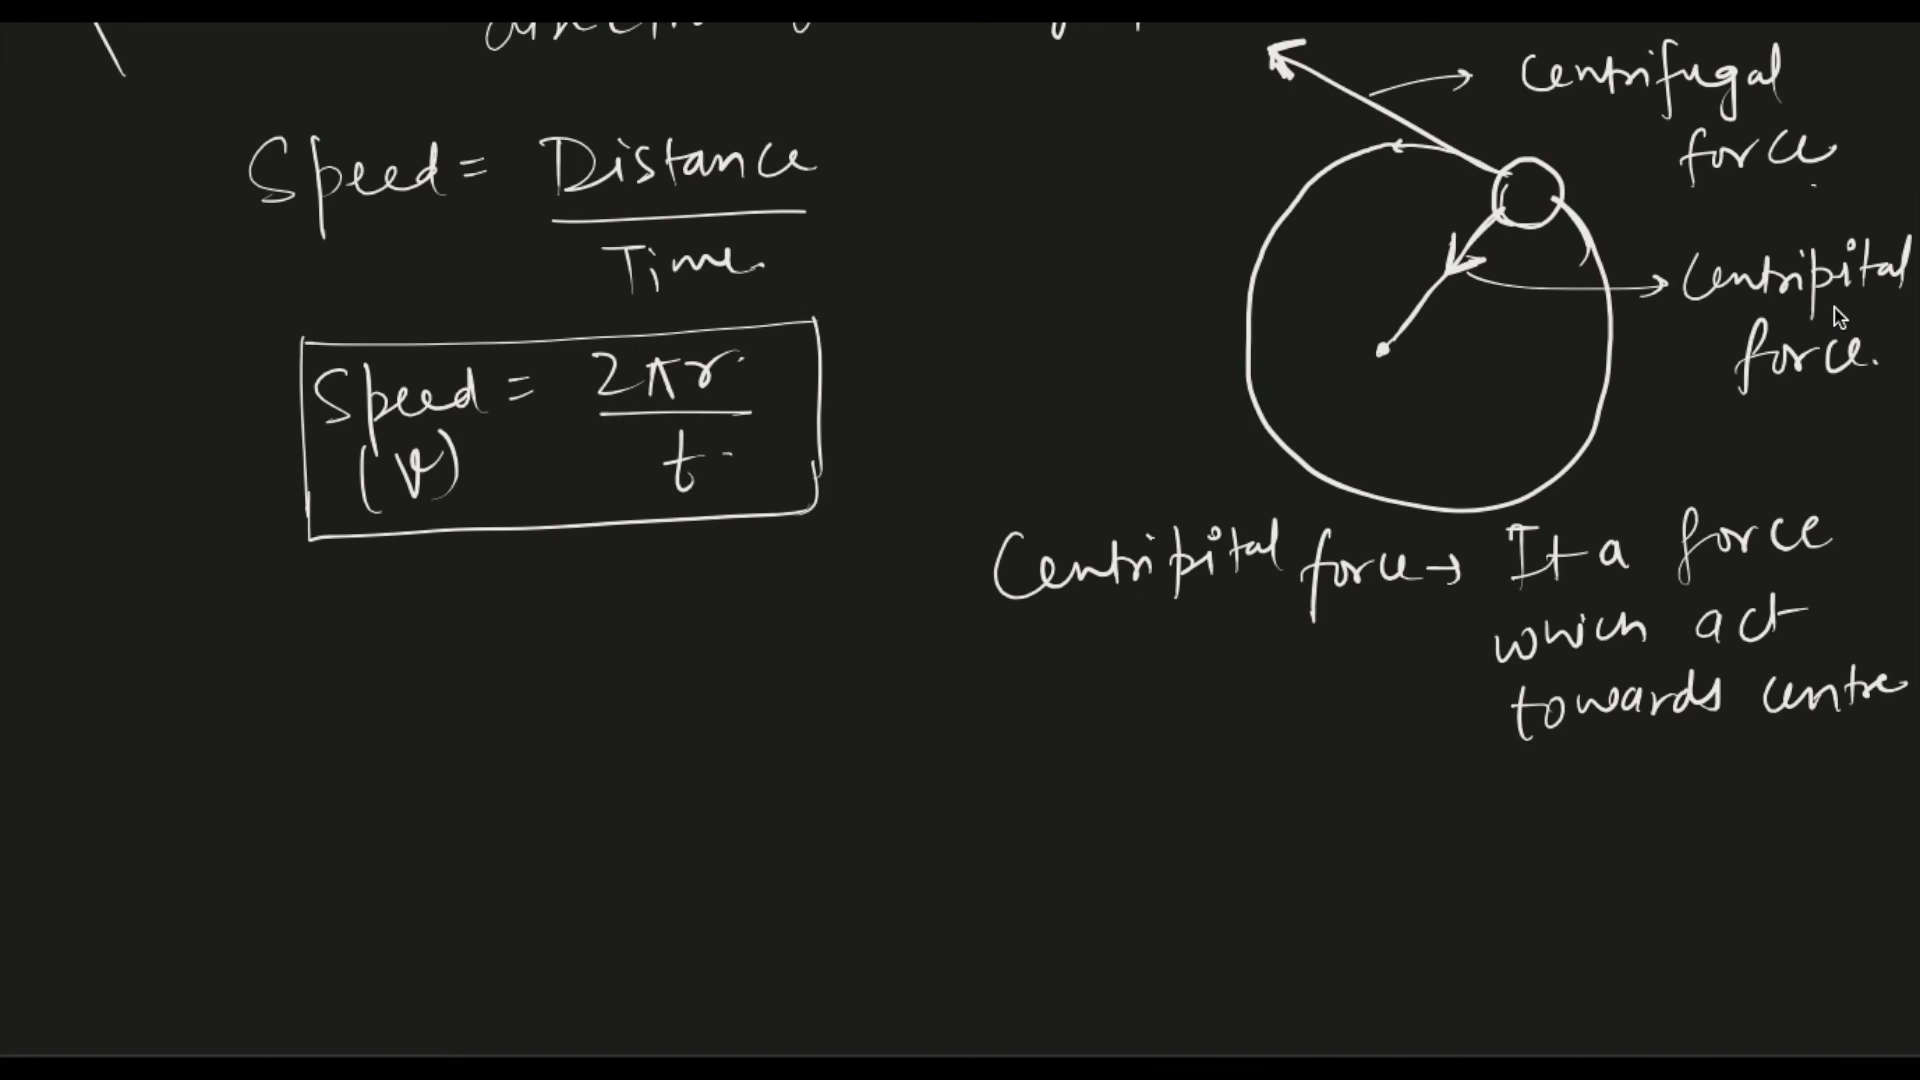 Speed = Distance
Time
Speed = 2πr
(v) t
Centrifugal
force
Centripital
force.
Centripital force → It a force
which act
towards centre